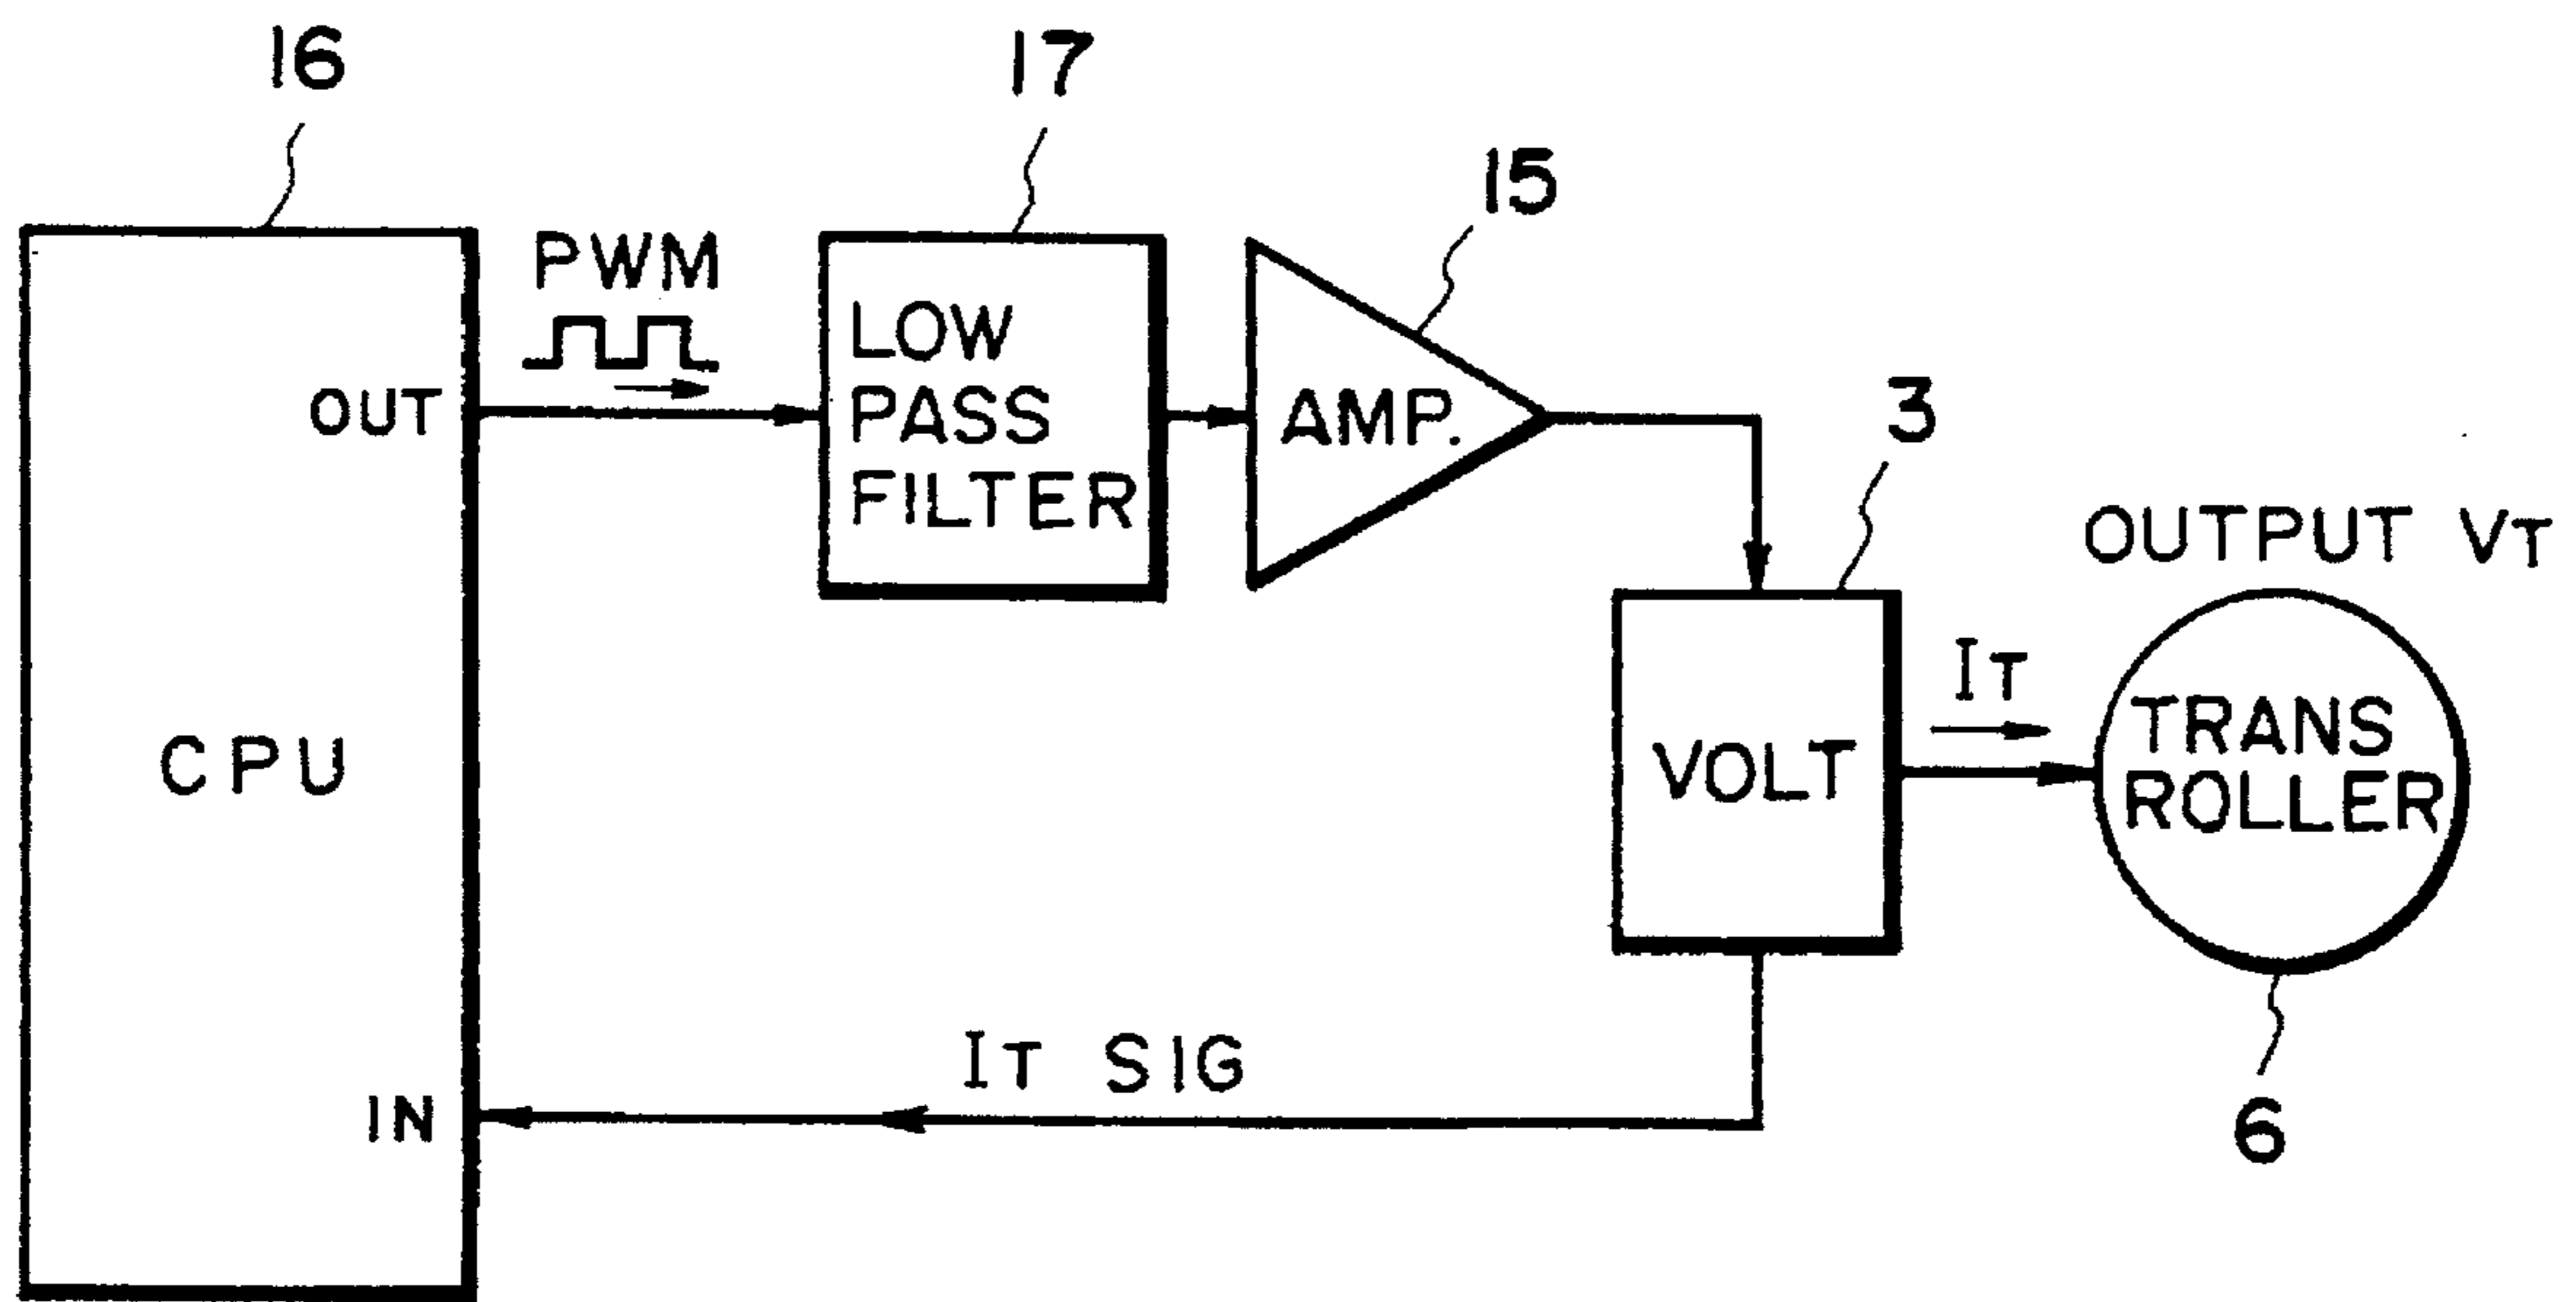 16
17
15
3
6
PWM
OUT
LOW
PASS
FILTER
AMP.
OUTPUT VT
IT
CPU
VOLT
TRANS
ROLLER
IT SIG
IN